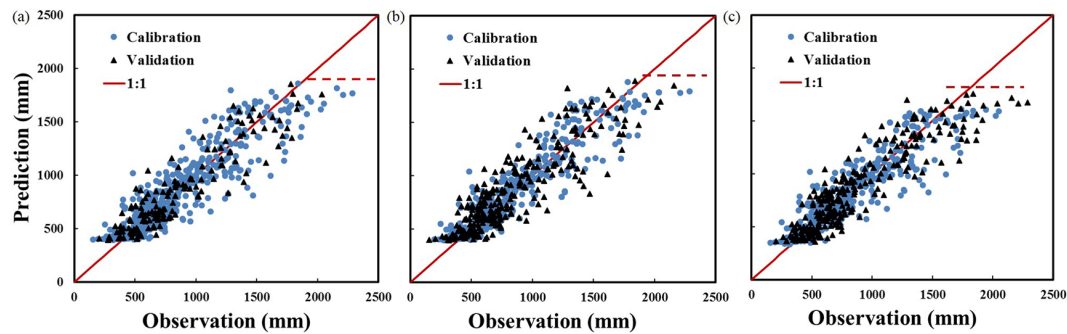 (a)
2500
2000
1500
1000
500
0
Prediction (mm)
Calibration
Validation
1:1
0 500 1000 1500 2000 2500
Observation (mm)
(b)
Calibration
Validation
1:1
0 500 1000 1500 2000 2500
Observation (mm)
(c)
Calibration
Validation
1:1
0 500 1000 1500 2000 2500
Observation (mm)